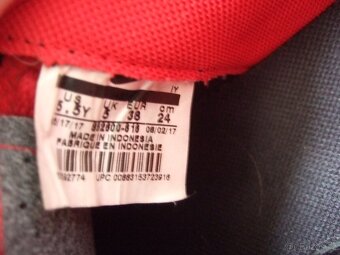 IY
US UK EUR cm
5.5Y 5 38 24
17/17 08/02/17
MADE IN INDONESIA
FABRIQUE EN INDONESIE
UPC 00883153723916